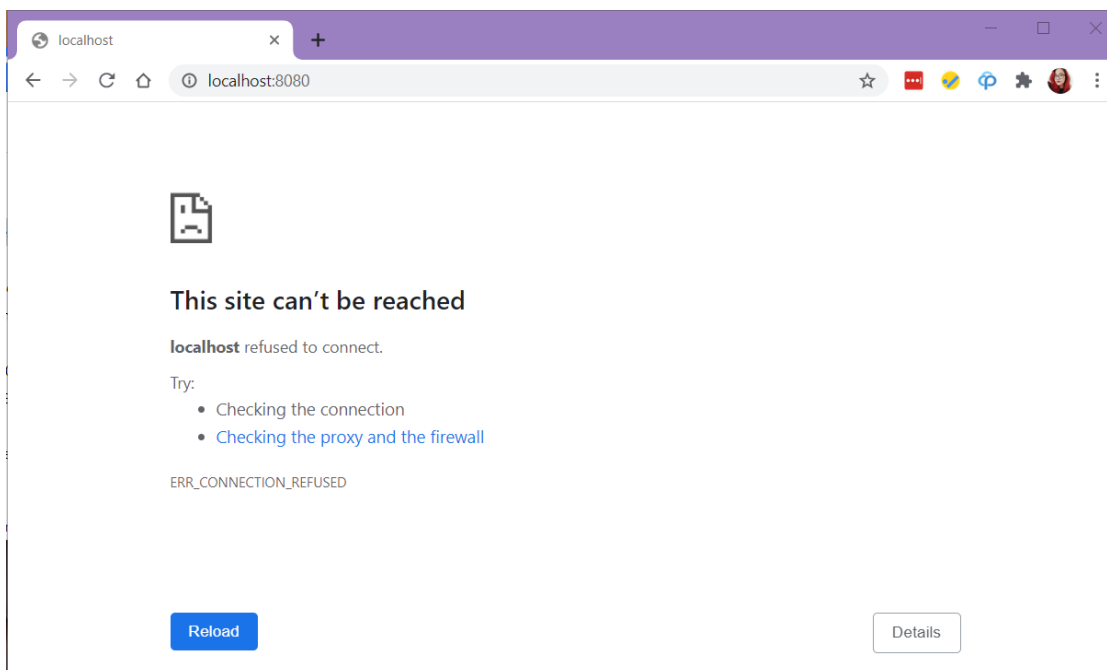 localhost
localhost:8080
This site can’t be reached
localhost refused to connect.
Try:
• Checking the connection
• Checking the proxy and the firewall
ERR_CONNECTION_REFUSED
Reload
Details